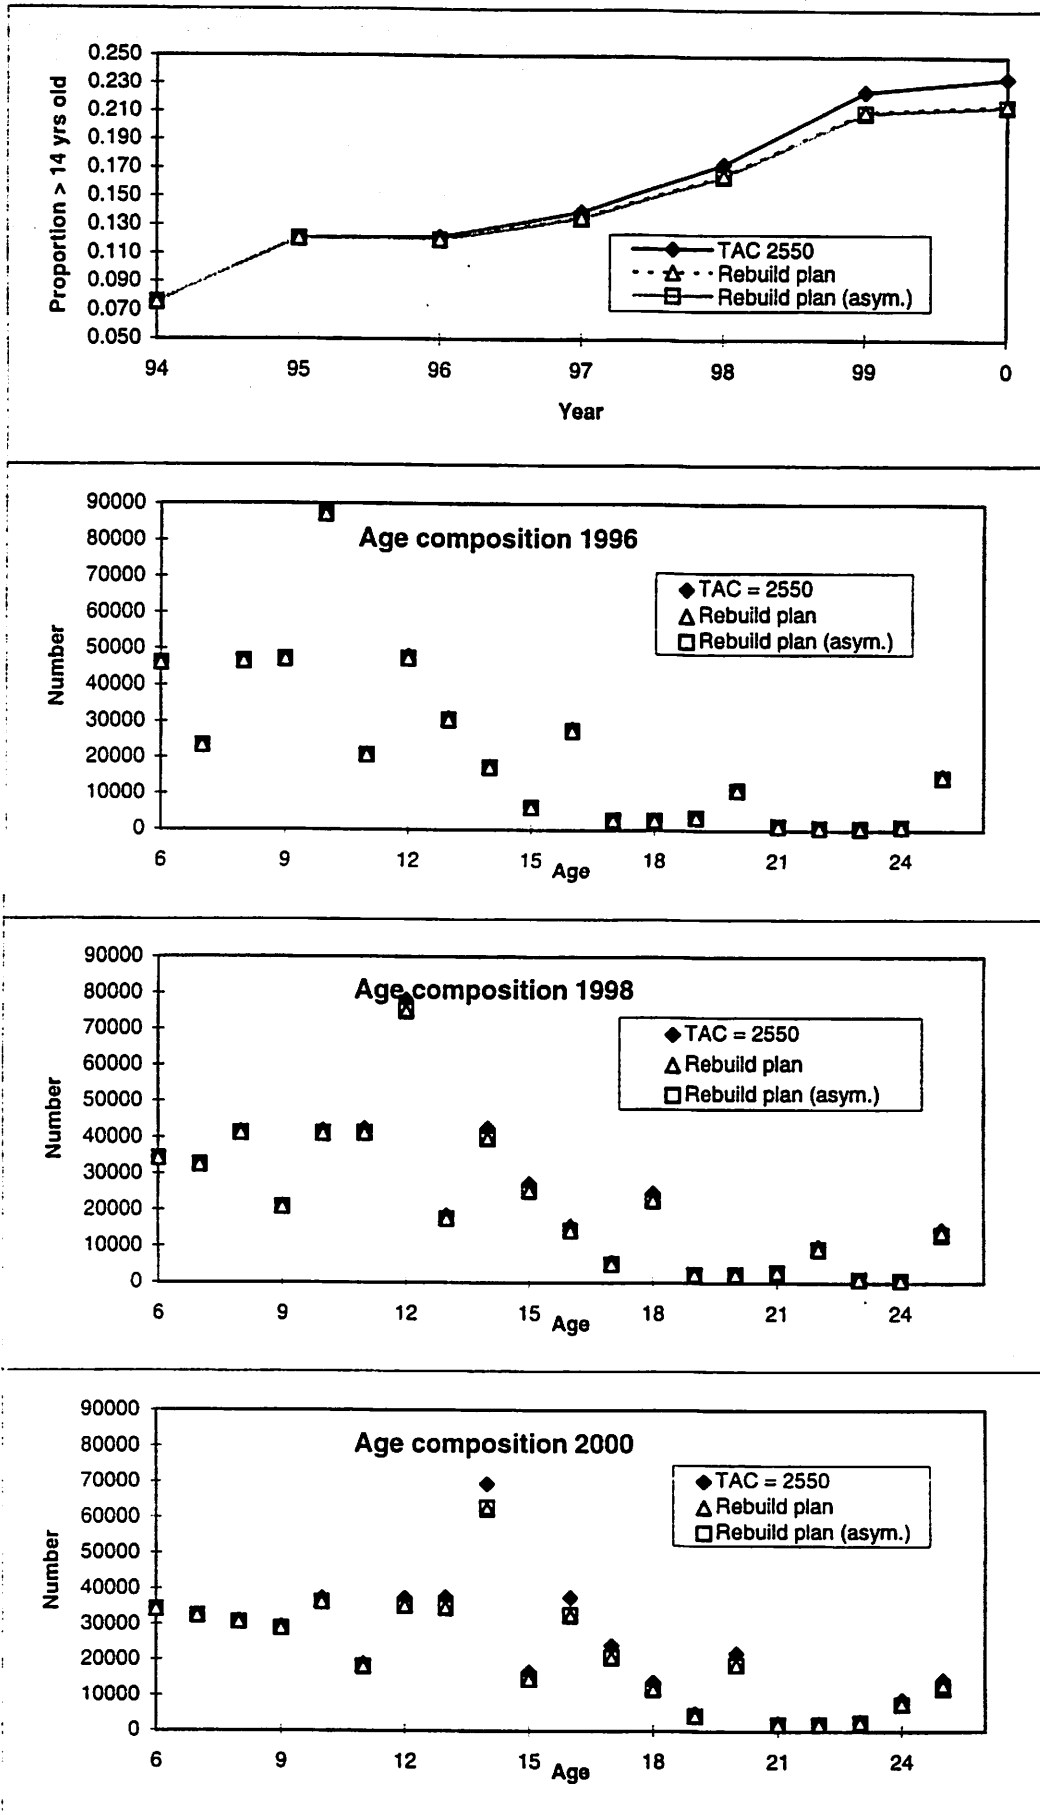 Proportion > 14 yrs old
0.250
0.230
0.210
0.190
0.170
0.150
0.130
0.110
0.090
0.070
0.050
TAC 2550
Rebuild plan
Rebuild plan (asym.)
94 95 96 97 98 99 0
Year
Age composition 1996
Number
90000
80000
70000
60000
50000
40000
30000
20000
10000
0
TAC = 2550
Rebuild plan
Rebuild plan (asym.)
6 9 12 15 18 21 24
Age
Age composition 1998
Number
90000
80000
70000
60000
50000
40000
30000
20000
10000
0
TAC = 2550
Rebuild plan
Rebuild plan (asym.)
6 9 12 15 18 21 24
Age
Age composition 2000
Number
90000
80000
70000
60000
50000
40000
30000
20000
10000
0
TAC = 2550
Rebuild plan
Rebuild plan (asym.)
6 9 12 15 18 21 24
Age